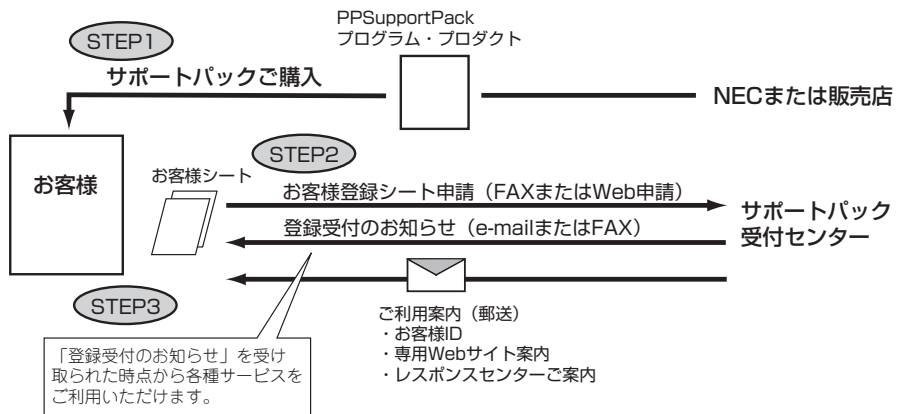 STEP1
PPSupportPack
プログラム・プロダクト
サポートパックご購入
NECまたは販売店
お客様
お客様シート
STEP2
お客様登録シート申請（FAXまたはWeb申請）
登録受付のお知らせ（e-mailまたはFAX）
サポートパック
受付センター
STEP3
ご利用案内（郵送）
・お客様ID
・専用Webサイト案内
・レスポンスセンターご案内
「登録受付のお知らせ」を受け
取られた時点から各種サービスを
ご利用いただけます。